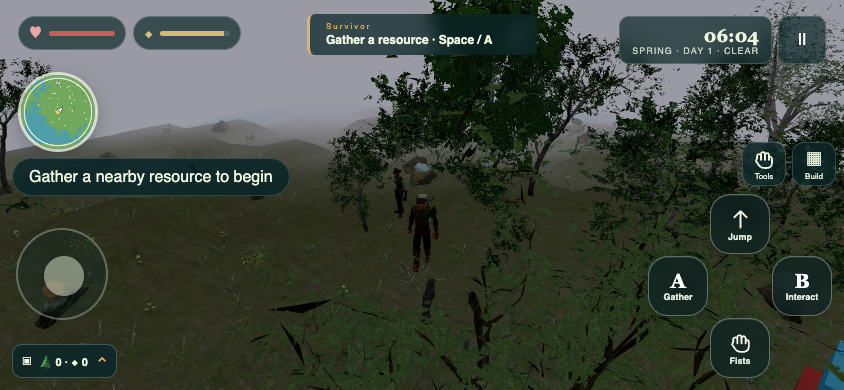 Survivor
Gather a resource · Space / A
06:04
SPRING · DAY 1 · CLEAR
N
Gather a nearby resource to begin
Tools
Build
Jump
A
Gather
B
Interact
Fists
0 · ◆ 0